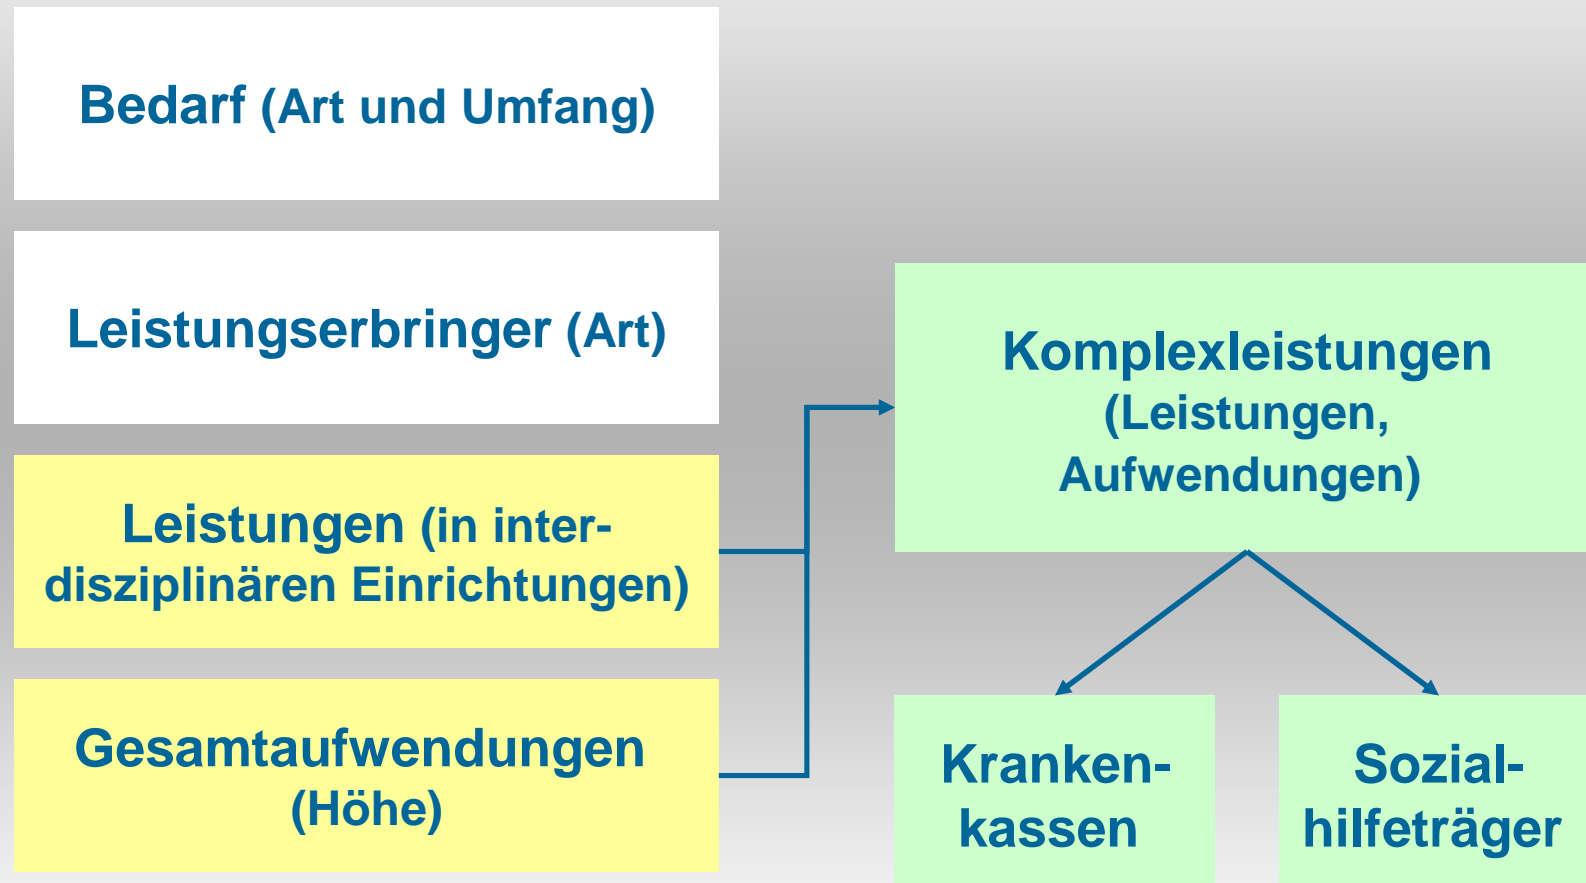 Bedarf (Art und Umfang)
Leistungserbringer (Art)
Leistungen (in inter-
disziplinären Einrichtungen)
Gesamtaufwendungen
(Höhe)
Komplexleistungen
(Leistungen,
Aufwendungen)
Kranken-
kassen
Sozial-
hilfeträger